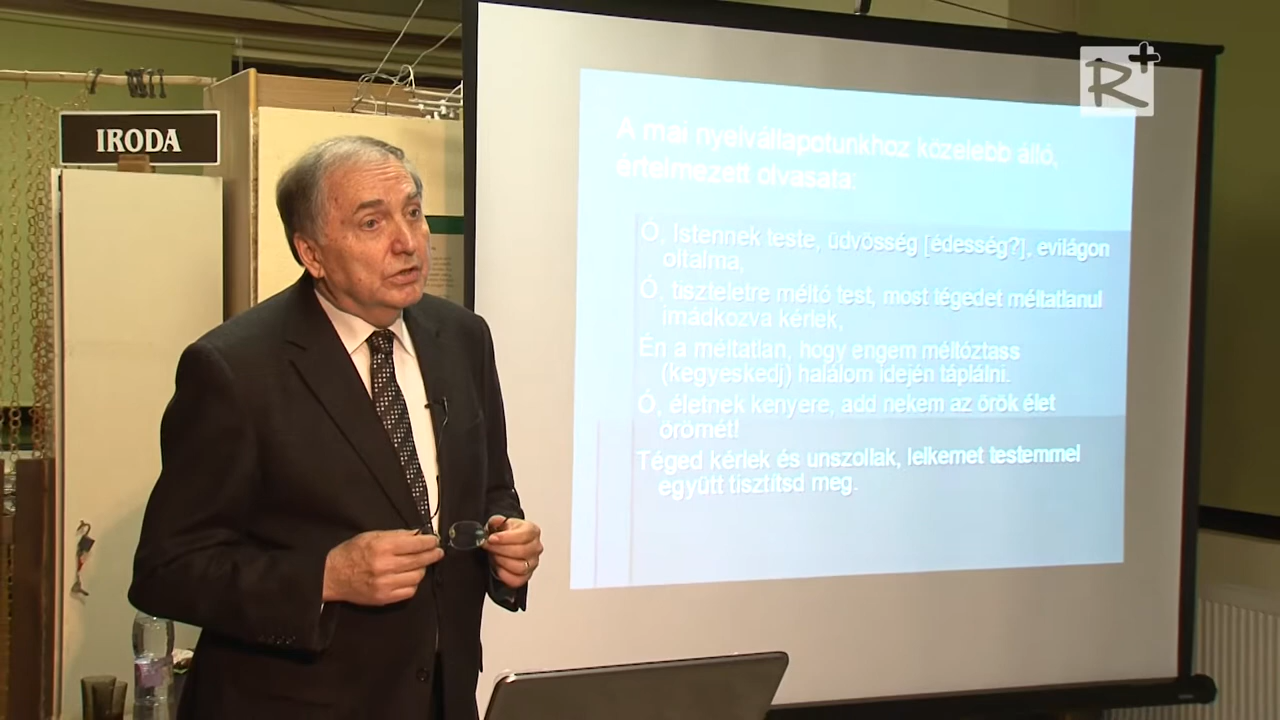 IRODA
R+
A mai nyelvállapotunkhoz közelebb álló,
értelmezett olvasata:
Ó, Istennek teste, üdvösség [édesség?], evilágon
oltalma,
Ó, tiszteletre méltó test, most tégedet méltatlanul
imádkozva kérlek,
Én a méltatlan, hogy engem méltóztass
(kegyeskedj) halálom idején táplálni.
Ó, életnek kenyere, add nekem az örök élet
örömét!
Téged kérlek és unszollak, lelkemet testemmel
együtt tisztítsd meg.